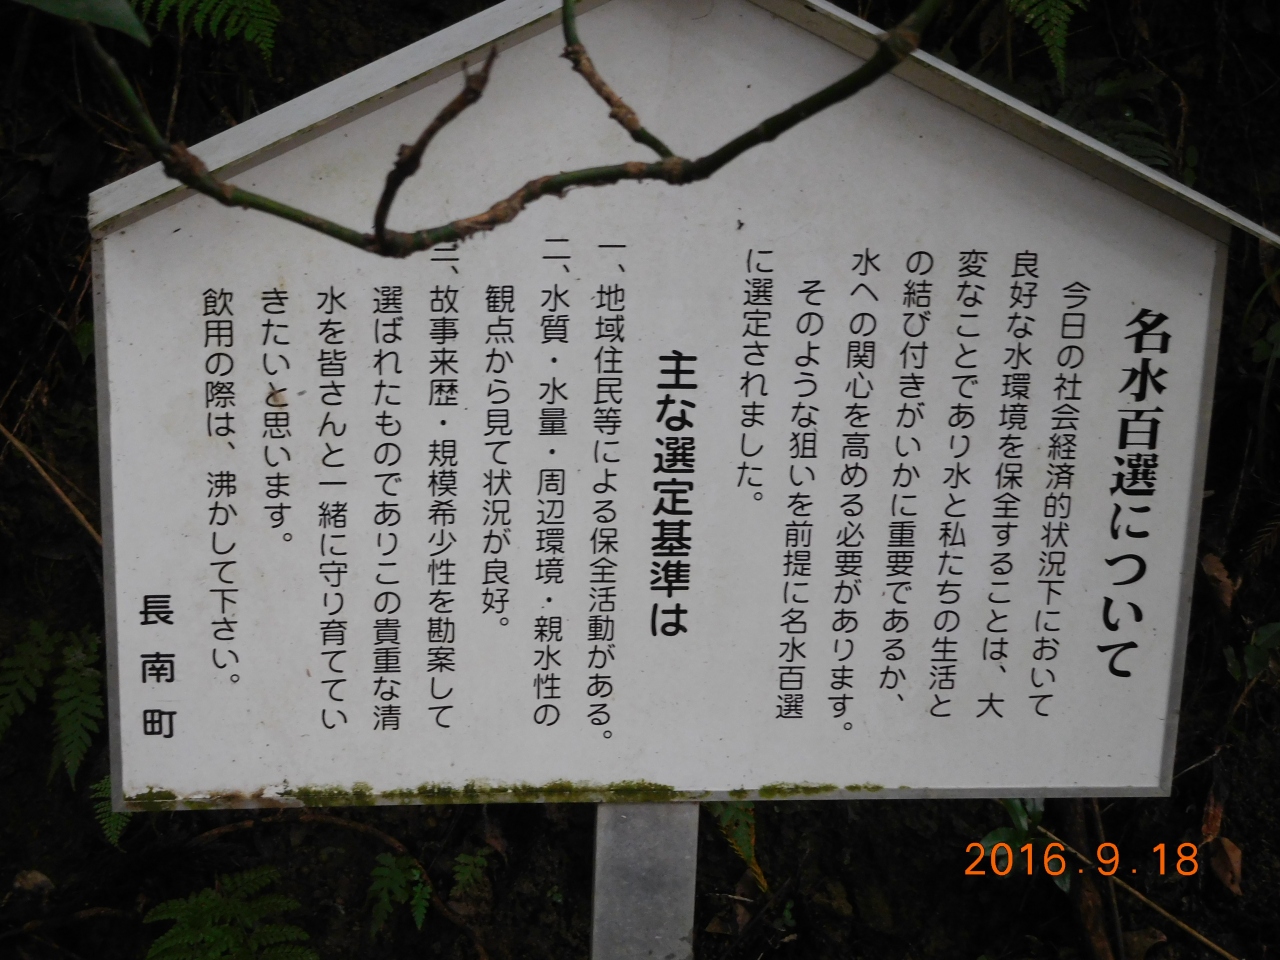 名水百選について
今日の社会経済的状況下において
良好な水環境を保全することは、大
変なことであり水と私たちの生活と
の結び付きがいかに重要であるか、
水への関心を高める必要があります。
そのような狙いを前提に名水百選
に選定されました。
主な選定基準は
一、地域住民等による保全活動がある。
二、水質・水量・周辺環境・親水性の
観点から見て状況が良好。
三、故事来歴・規模希少性を勘案して
選ばれたものでありこの貴重な清
水を皆さんと一緒に守り育ててい
きたいと思います。
飲用の際は、沸かして下さい。
長南町
2016.9.18